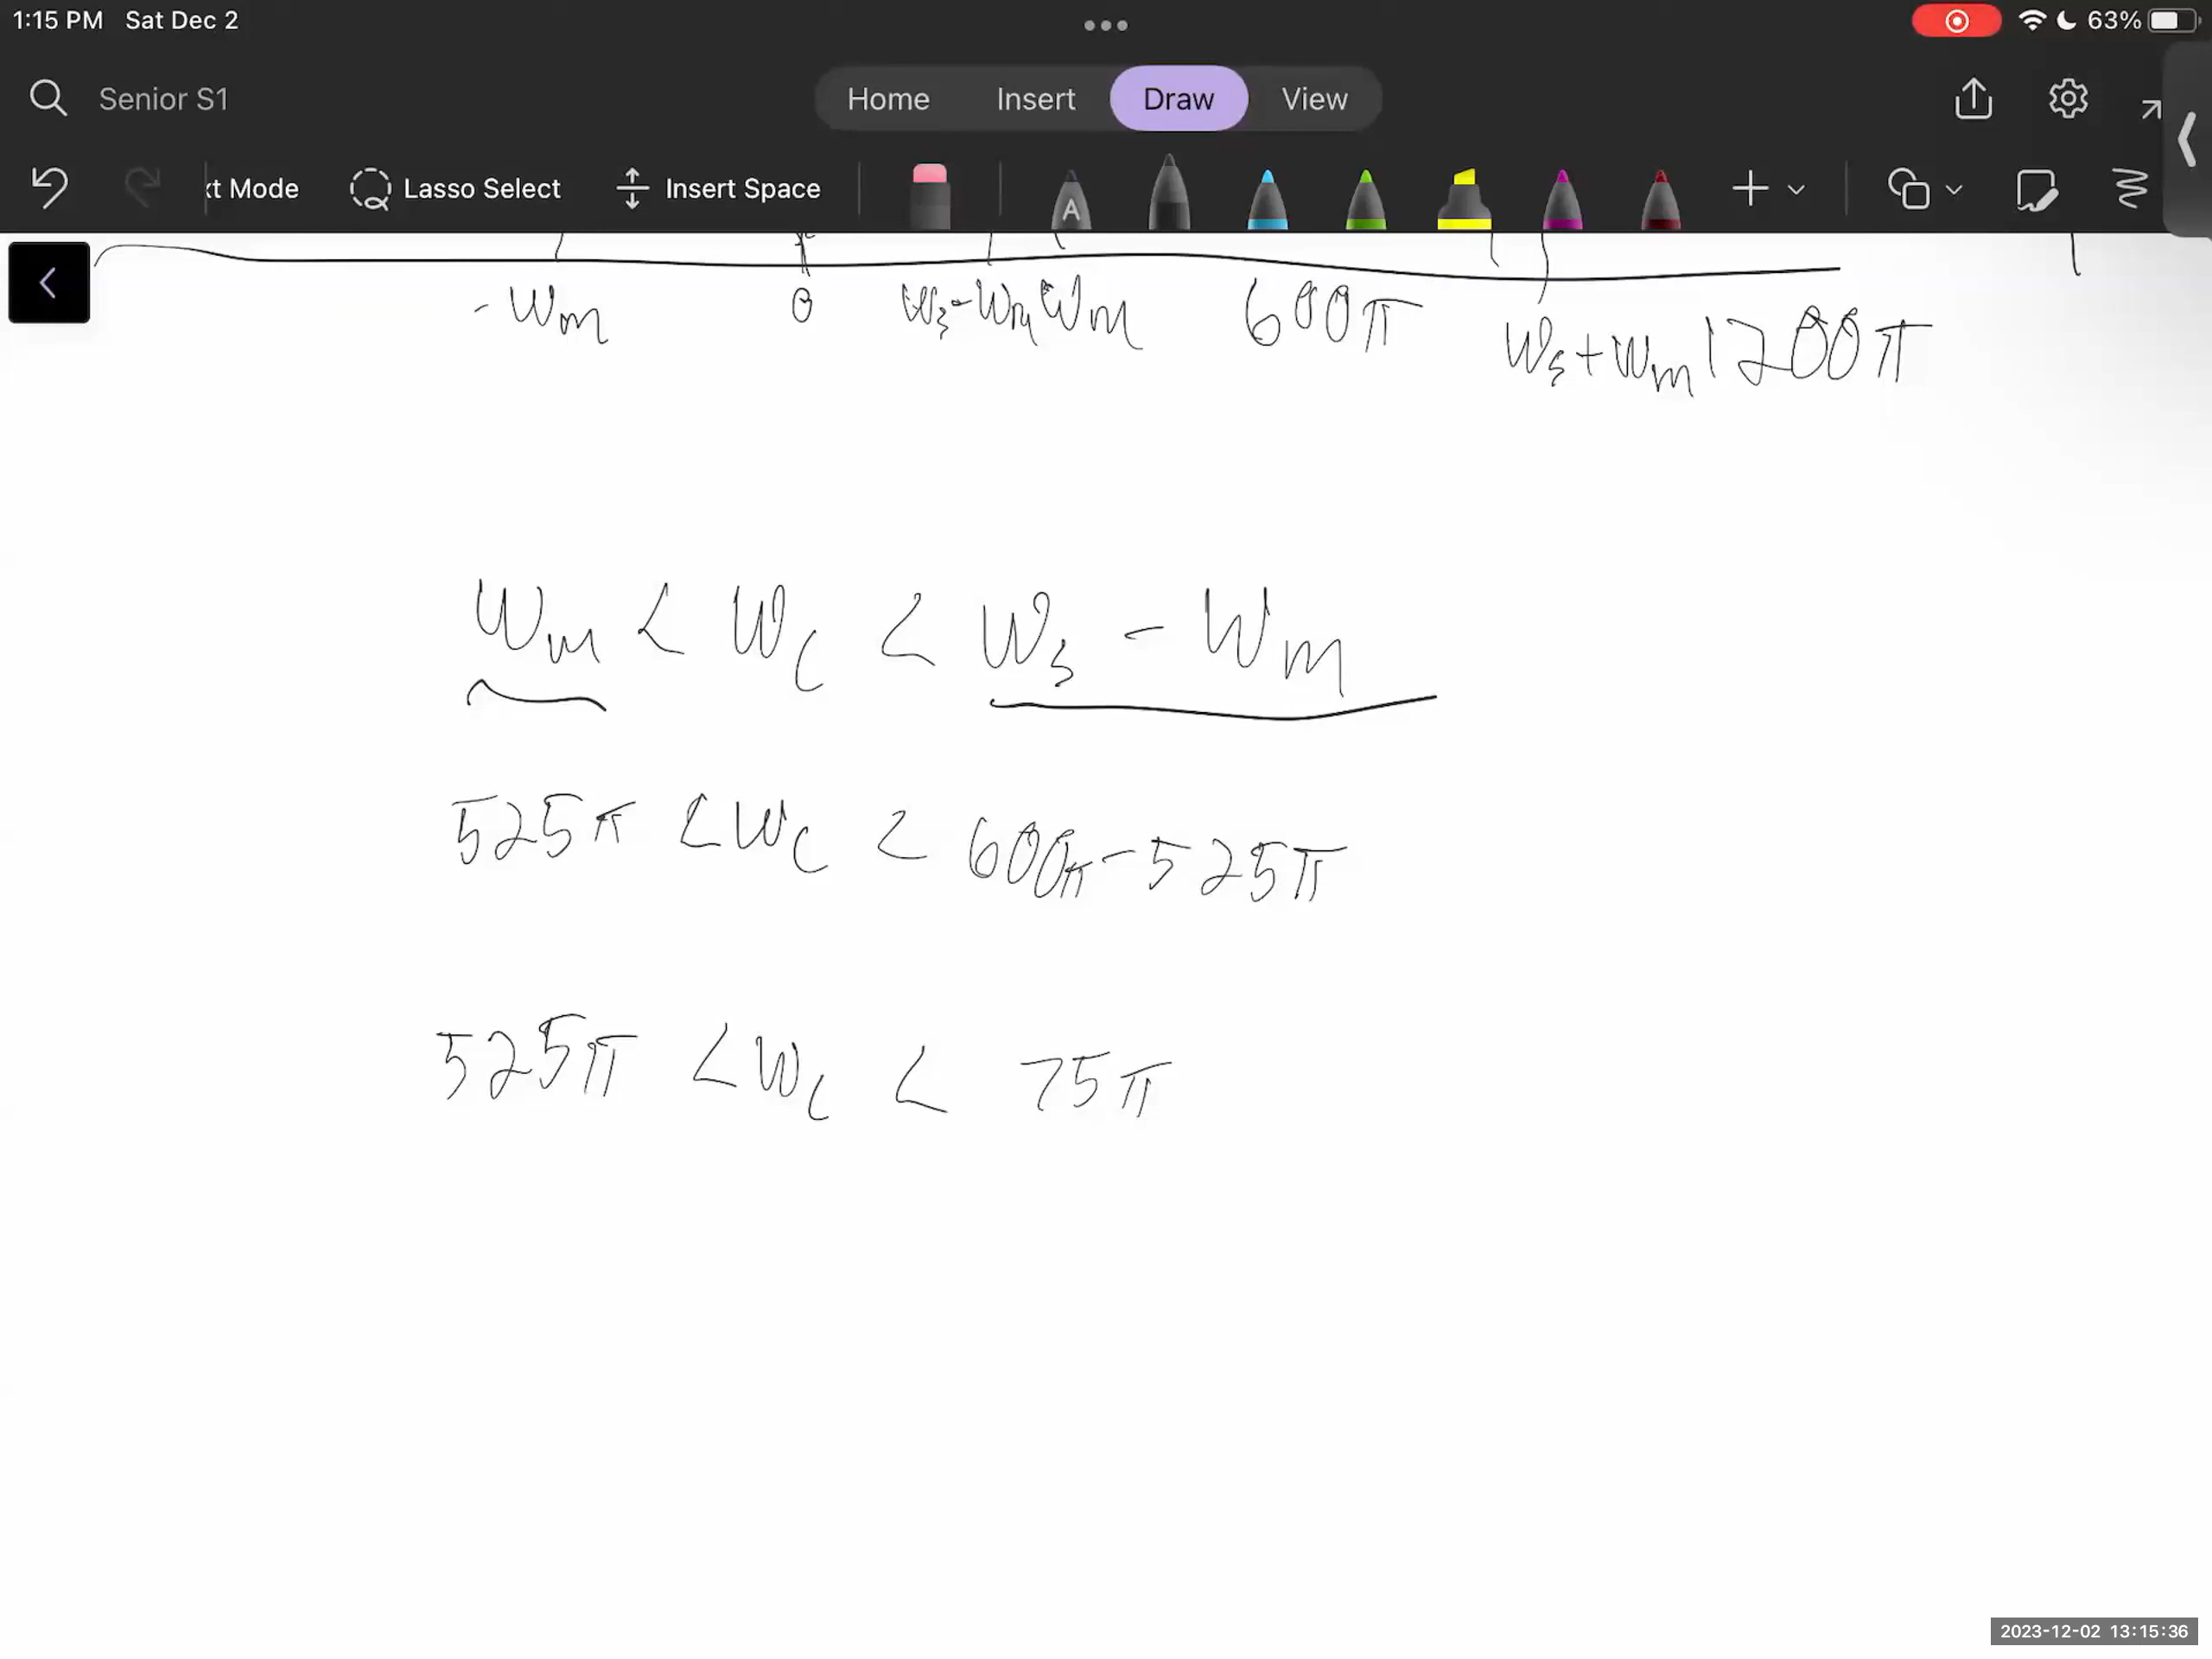 1:15 PM Sat Dec 2 63%
Senior S1 Home Insert Draw View
xt Mode Lasso Select Insert Space A
-Wm 0 Ws-Wm Wm 600π Ws+Wm 1200π
Wm < Wc < Ws - Wm
525π < Wc < 600π - 525π
525π < Wc < 75π
2023-12-02 13:15:36